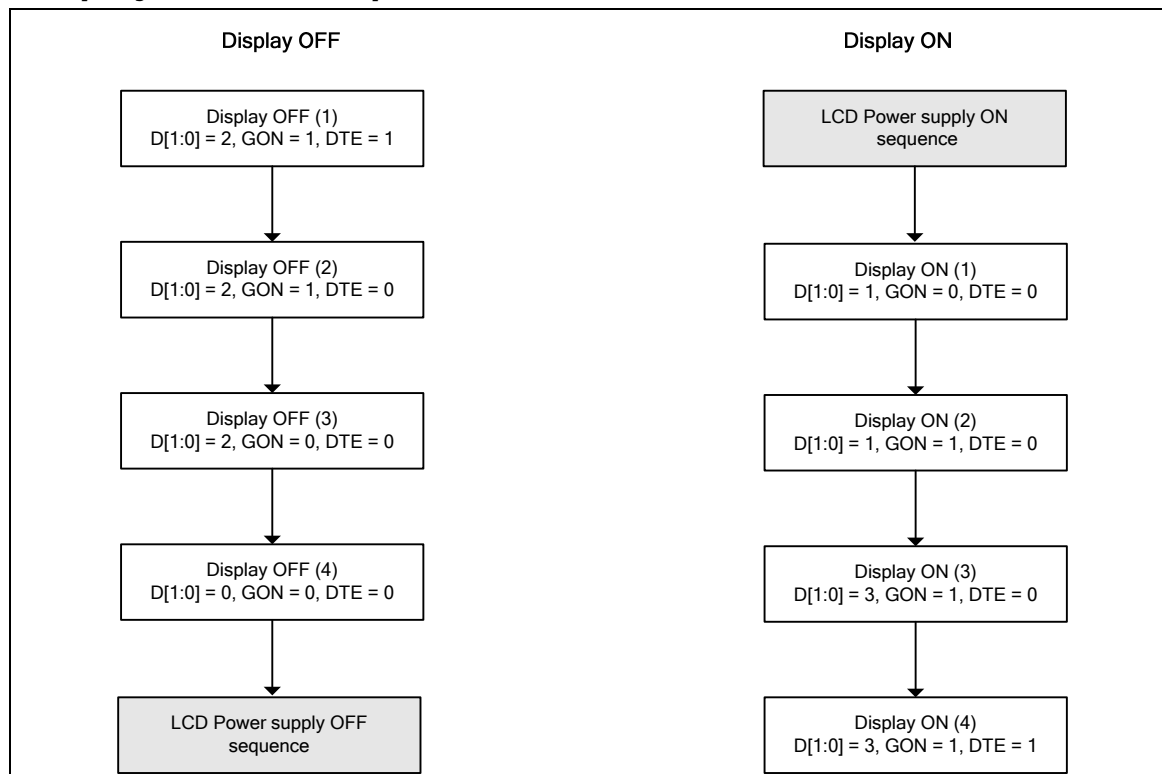 Display OFF
Display OFF (1)
D[1:0] = 2, GON = 1, DTE = 1
Display OFF (2)
D[1:0] = 2, GON = 1, DTE = 0
Display OFF (3)
D[1:0] = 2, GON = 0, DTE = 0
Display OFF (4)
D[1:0] = 0, GON = 0, DTE = 0
LCD Power supply OFF
sequence
Display ON
LCD Power supply ON
sequence
Display ON (1)
D[1:0] = 1, GON = 0, DTE = 0
Display ON (2)
D[1:0] = 1, GON = 1, DTE = 0
Display ON (3)
D[1:0] = 3, GON = 1, DTE = 0
Display ON (4)
D[1:0] = 3, GON = 1, DTE = 1